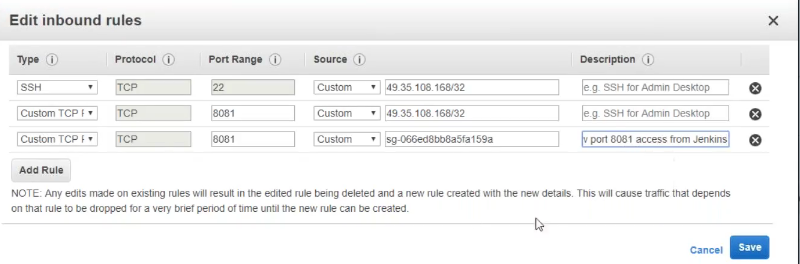 Edit inbound rules
Type Protocol Port Range Source Description
SSH TCP 22 Custom 49.35.108.168/32 e.g. SSH for Admin Desktop
Custom TCP F TCP 8081 Custom 49.35.108.168/32 e.g. SSH for Admin Desktop
Custom TCP F TCP 8081 Custom sg-066ed8bb8a5fa159a port 8081 access from Jenkins
Add Rule
NOTE: Any edits made on existing rules will result in the edited rule being deleted and a new rule created with the new details. This will cause traffic that depends
on that rule to be dropped for a very brief period of time until the new rule can be created.
Cancel Save